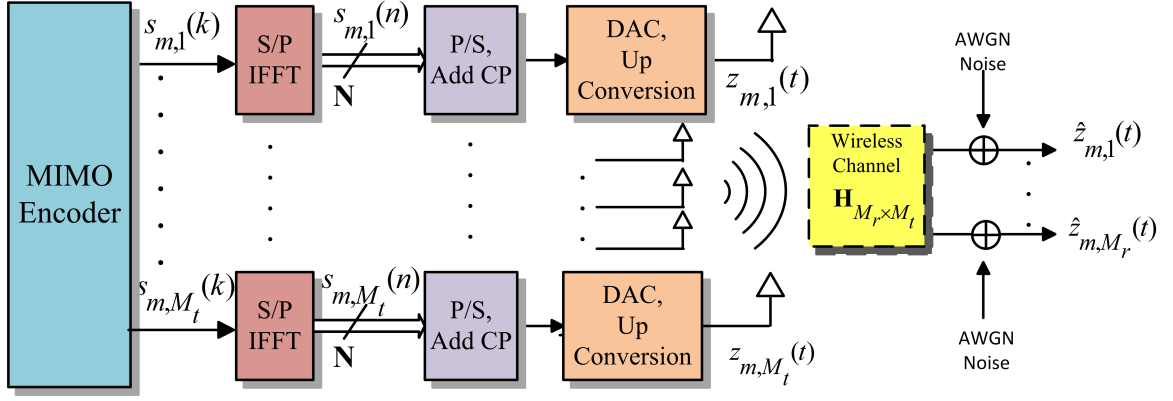 MIMO
Encoder
s_{m,1}(k)
S/P
IFFT
s_{m,1}(n)
N
P/S,
Add CP
DAC,
Up
Conversion
z_{m,1}(t)
Wireless
Channel
H_{M_r×M_t}
AWGN
Noise
ẑ_{m,1}(t)
ẑ_{m,M_r}(t)
AWGN
Noise
s_{m,M_t}(k)
S/P
IFFT
s_{m,M_t}(n)
N
P/S,
Add CP
DAC,
Up
Conversion
z_{m,M_t}(t)